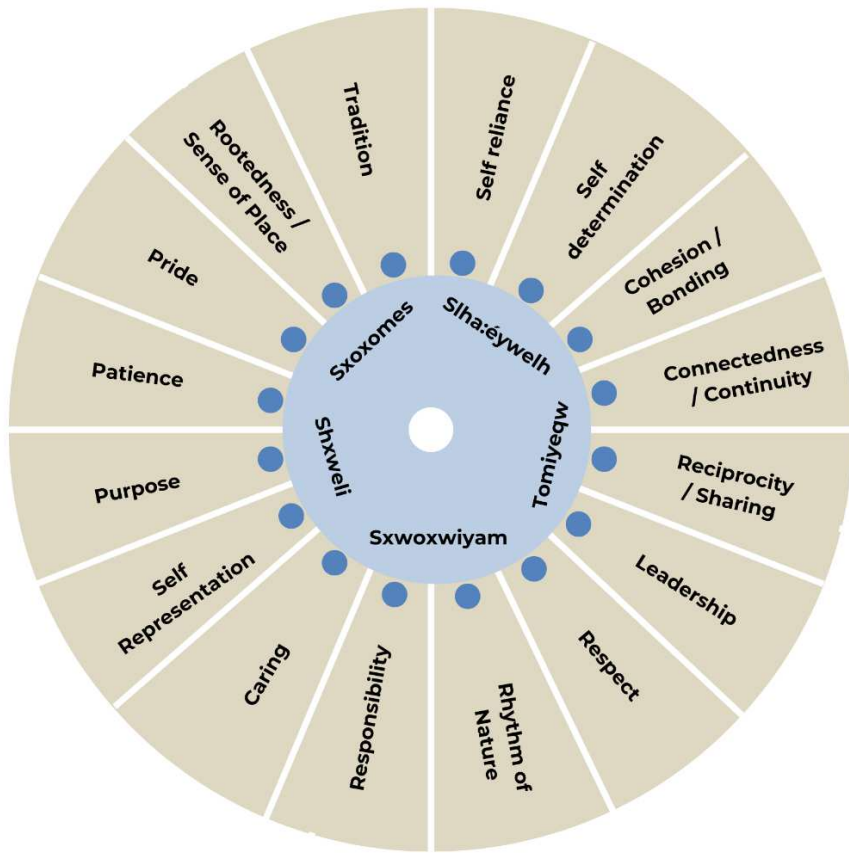 Tradition
Self reliance
Self
determination
Cohesion /
Bonding
Connectedness
/ Continuity
Reciprocity
/ Sharing
Leadership
Respect
Rhythm of
Nature
Responsibility
Caring
Self
Representation
Purpose
Patience
Pride
Rootedness /
Sense of Place
Sxoxomes
Slha:éywelh
Tomiyeqw
Sxwoxwiyam
Shxweli